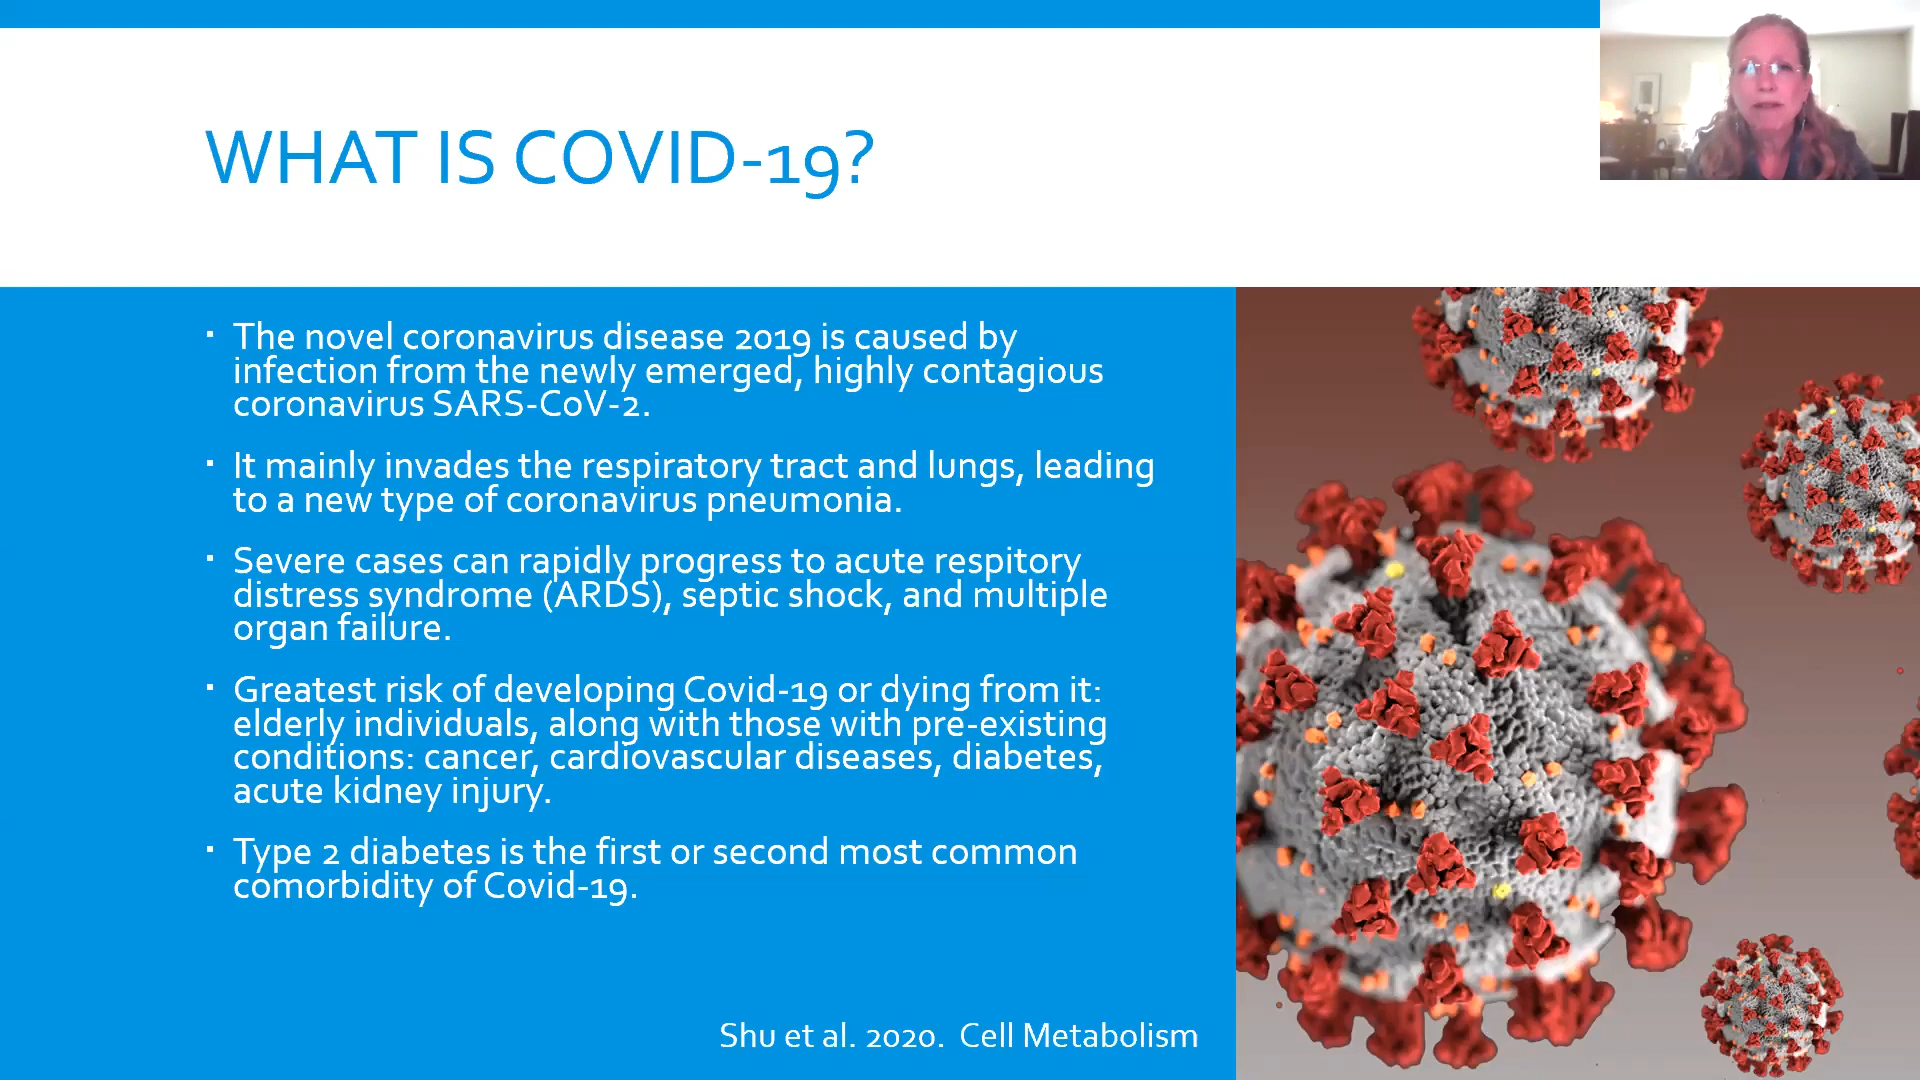 WHAT IS COVID-19?
▪ The novel coronavirus disease 2019 is caused by
infection from the newly emerged, highly contagious
coronavirus SARS-CoV-2.
▪ It mainly invades the respiratory tract and lungs, leading
to a new type of coronavirus pneumonia.
▪ Severe cases can rapidly progress to acute respitory
distress syndrome (ARDS), septic shock, and multiple
organ failure.
▪ Greatest risk of developing Covid-19 or dying from it:
elderly individuals, along with those with pre-existing
conditions: cancer, cardiovascular diseases, diabetes,
acute kidney injury.
▪ Type 2 diabetes is the first or second most common
comorbidity of Covid-19.
Shu et al. 2020. Cell Metabolism